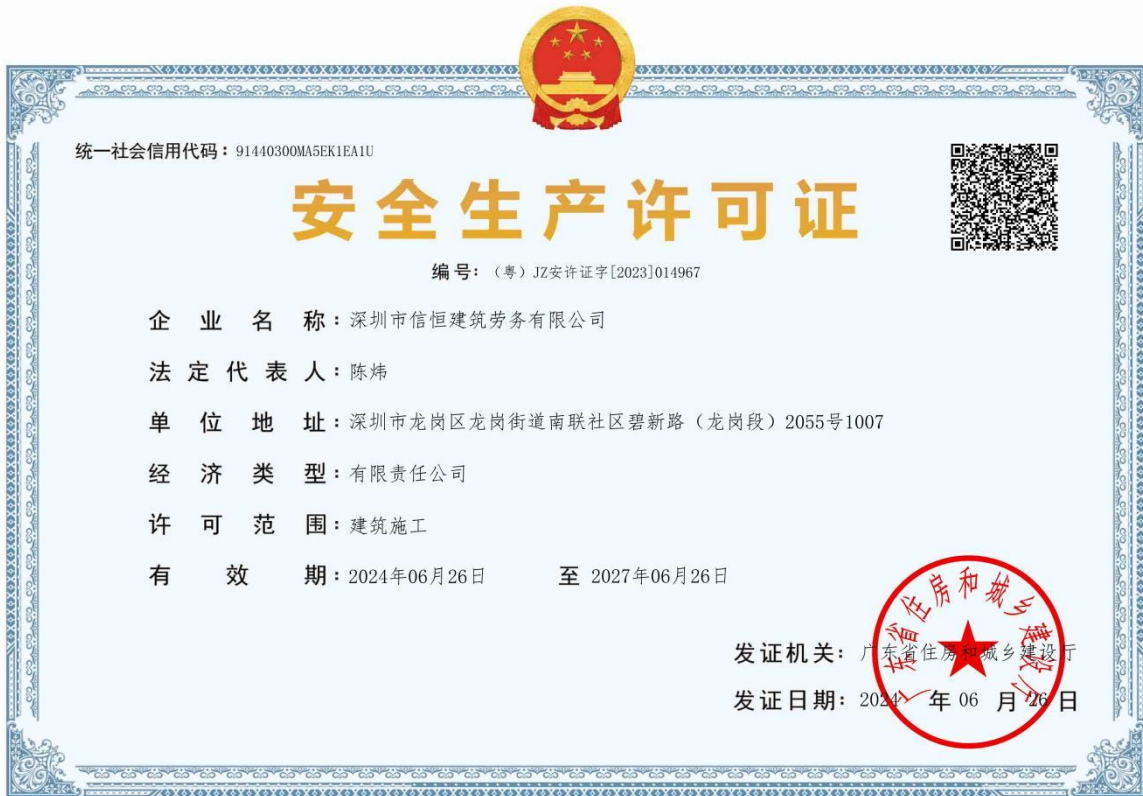 统一社会信用代码：91440300MA5EK1EA1U
安全生产许可证
编号：（粤）JZ安许证字[2023]014967
企业名称：深圳市信恒建筑劳务有限公司
法定代表人：陈炜
单位地址：深圳市龙岗区龙岗街道南联社区碧新路（龙岗段）2055号1007
经济类型：有限责任公司
许可范围：建筑施工
有效期：2024年06月26日 至 2027年06月26日
广东省住房和城乡建设厅
发证机关：广东省住房和城乡建设厅
发证日期：2024年06月26日